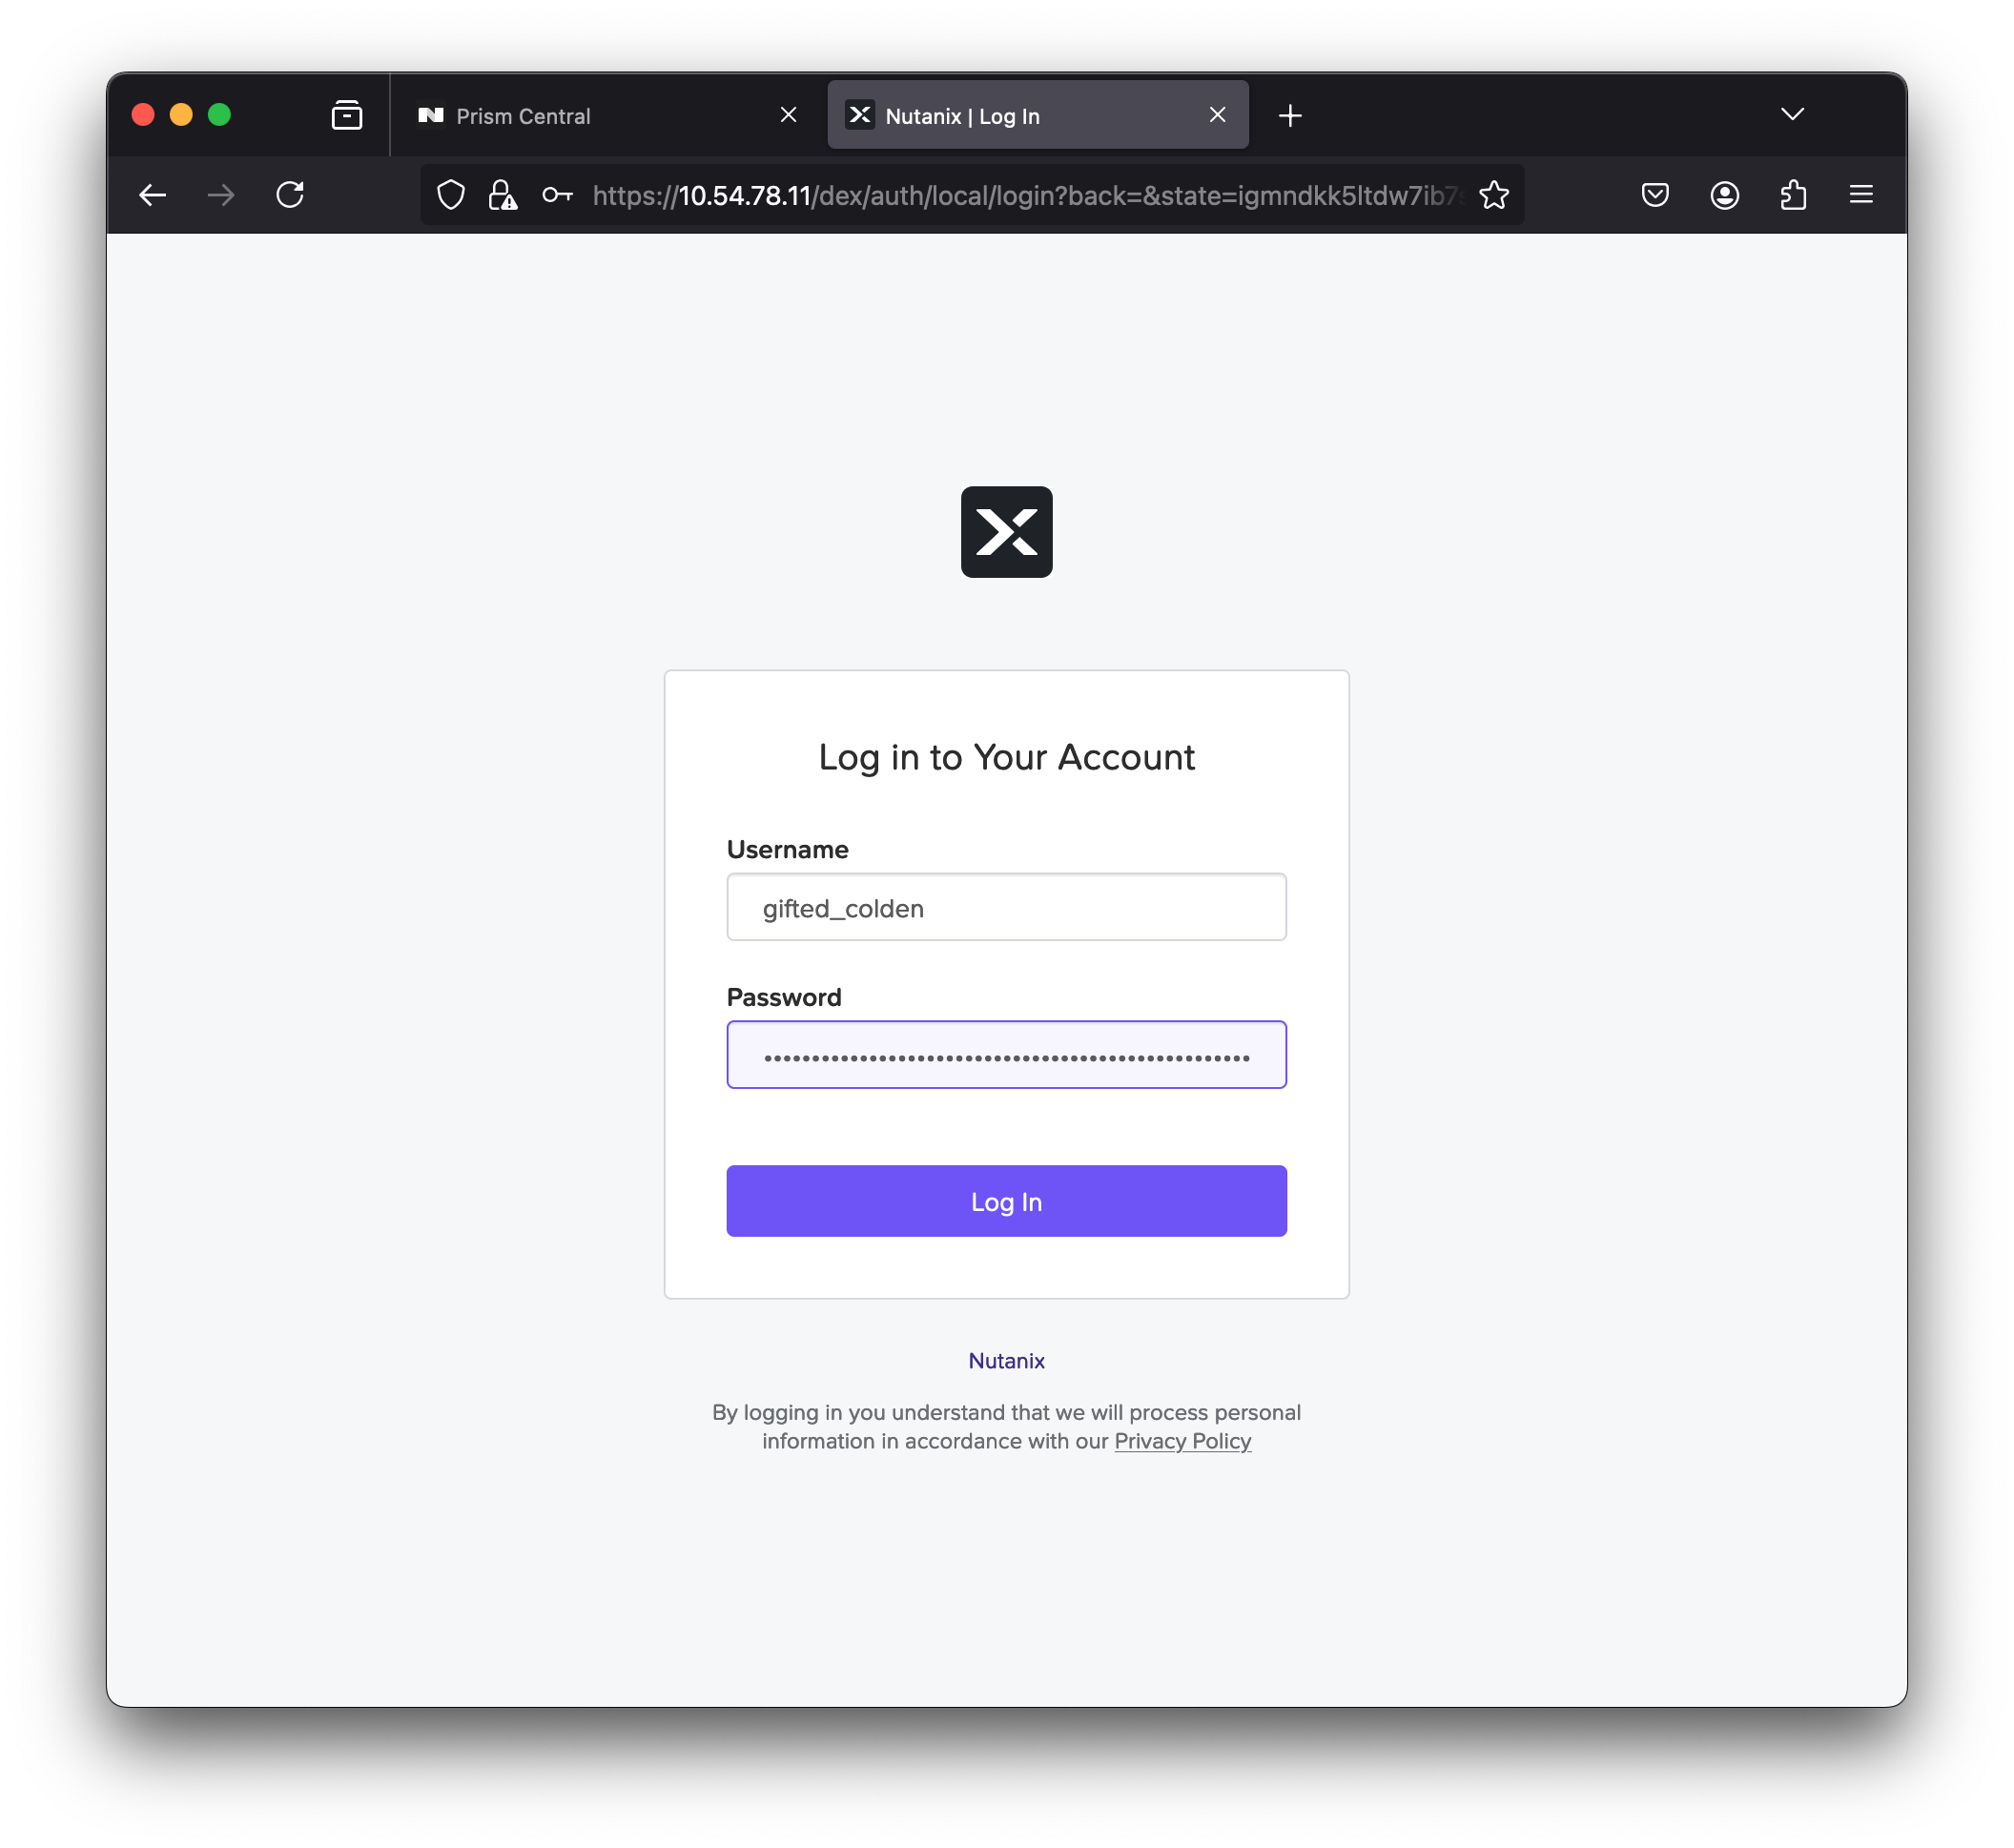 Prism Central
Nutanix | Log In
https://10.54.78.11/dex/auth/local/login?back=&state=igmndkk5ltdw7ib7
Log in to Your Account
Username
gifted_colden
Password
Log In
Nutanix
By logging in you understand that we will process personal
information in accordance with our Privacy Policy